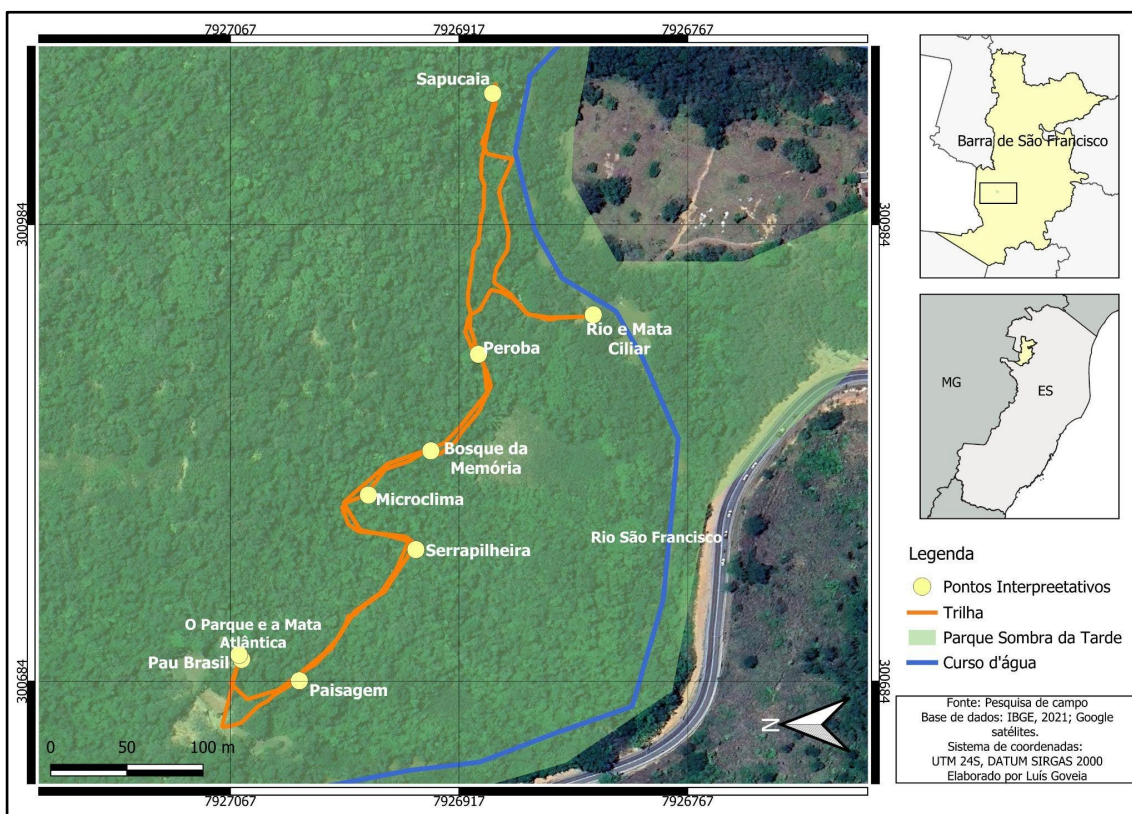 7927067
7926917
7926767
Sapucaia
300984
300984
Rio e Mata
Ciliar
Peroba
Bosque da
Memória
Microclima
Serrapilheira
Rio São Francisco
O Parque e a Mata
Atlântica
Pau Brasil
Paisagem
300684
300684
0 50 100 m
N
7927067
7926917
7926767
Barra de São Francisco
MG
ES
Legenda
Pontos Interpreetativos
Trilha
Parque Sombra da Tarde
Curso d'água
Fonte: Pesquisa de campo
Base de dados: IBGE, 2021; Google
satélites.
Sistema de coordenadas:
UTM 24S, DATUM SIRGAS 2000
Elaborado por Luís Goveia